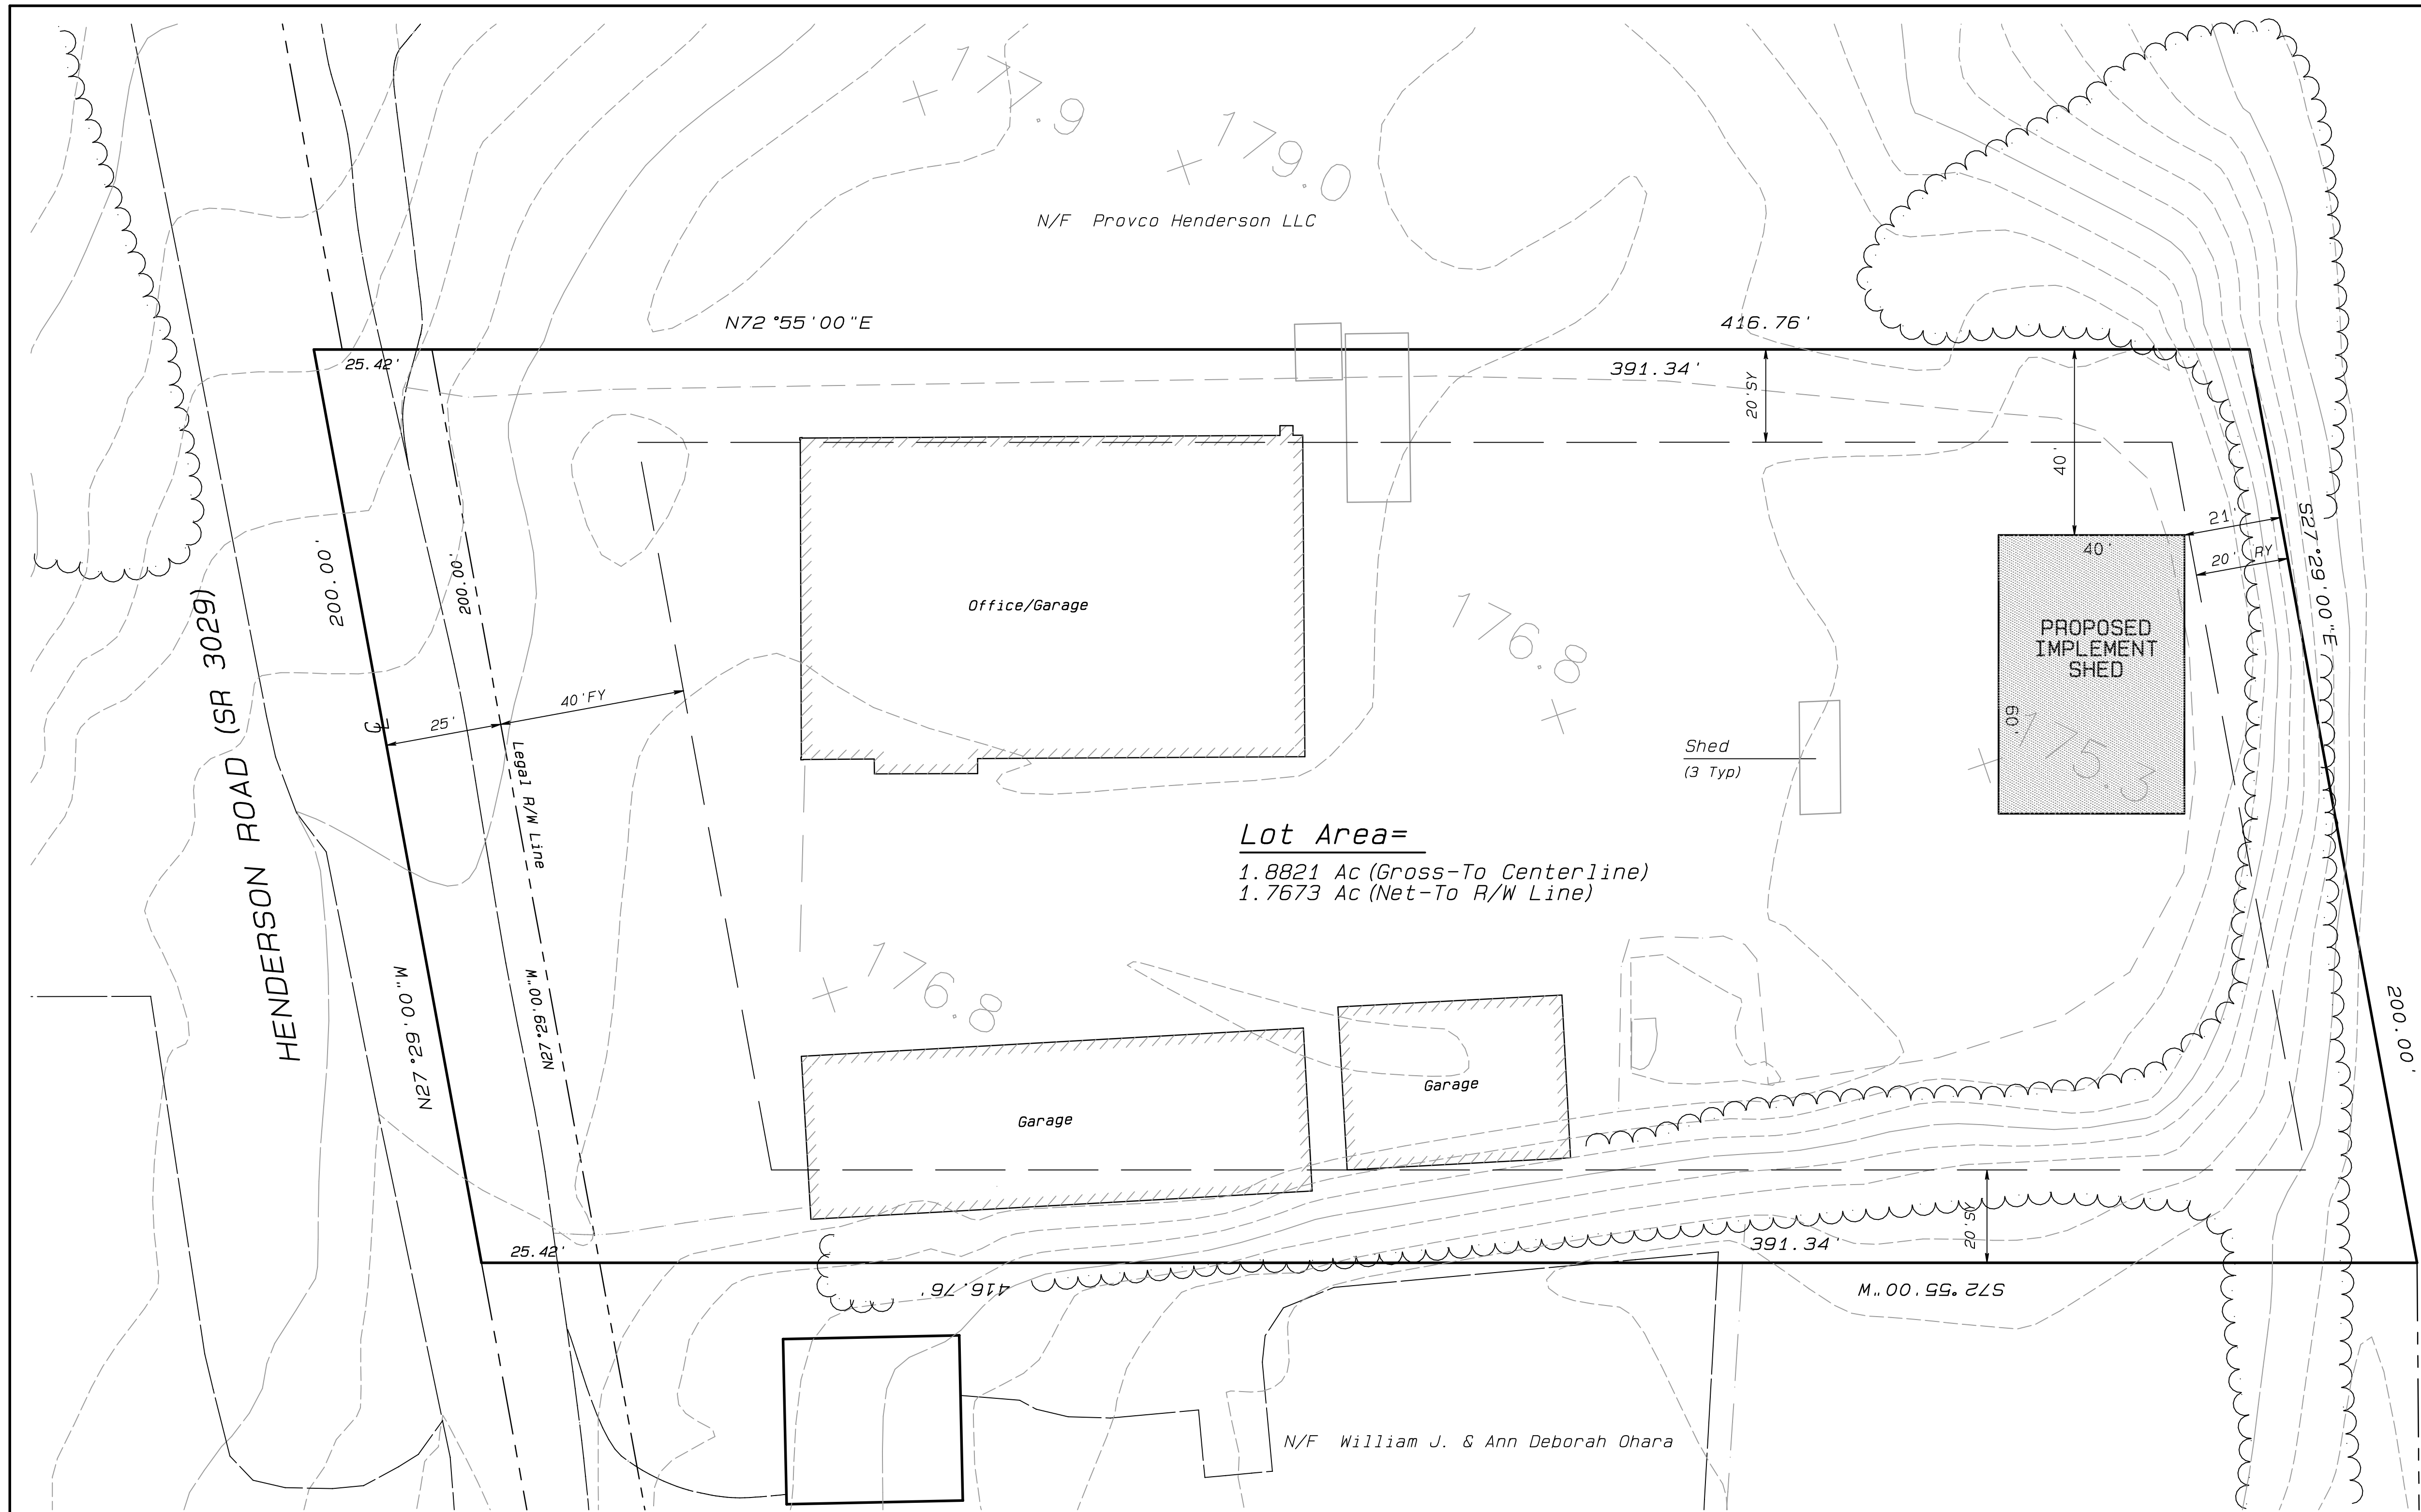 177.9
179.0
N/F Provco Henderson LLC
N72°55'00"E
416.76'
25.42'
391.34'
20'SY
40'
21'
20' RY
S27°29'00"E
40'
60'
PROPOSED
IMPLEMENT
SHED
175.3
200.00'
200.00'
HENDERSON ROAD (SR 3029)
Office/Garage
176.8
25'
40'FY
Legal R/W Line
Shed
(3 Typ)
Lot Area=
1.8821 Ac (Gross-To Centerline)
1.7673 Ac (Net-To R/W Line)
N27°29'00"W
N27°29'00"W
176.8
Garage
Garage
200.00'
25.42'
391.34'
20'SY
416.76'
S72°55'00"W
N/F William J. & Ann Deborah Ohara